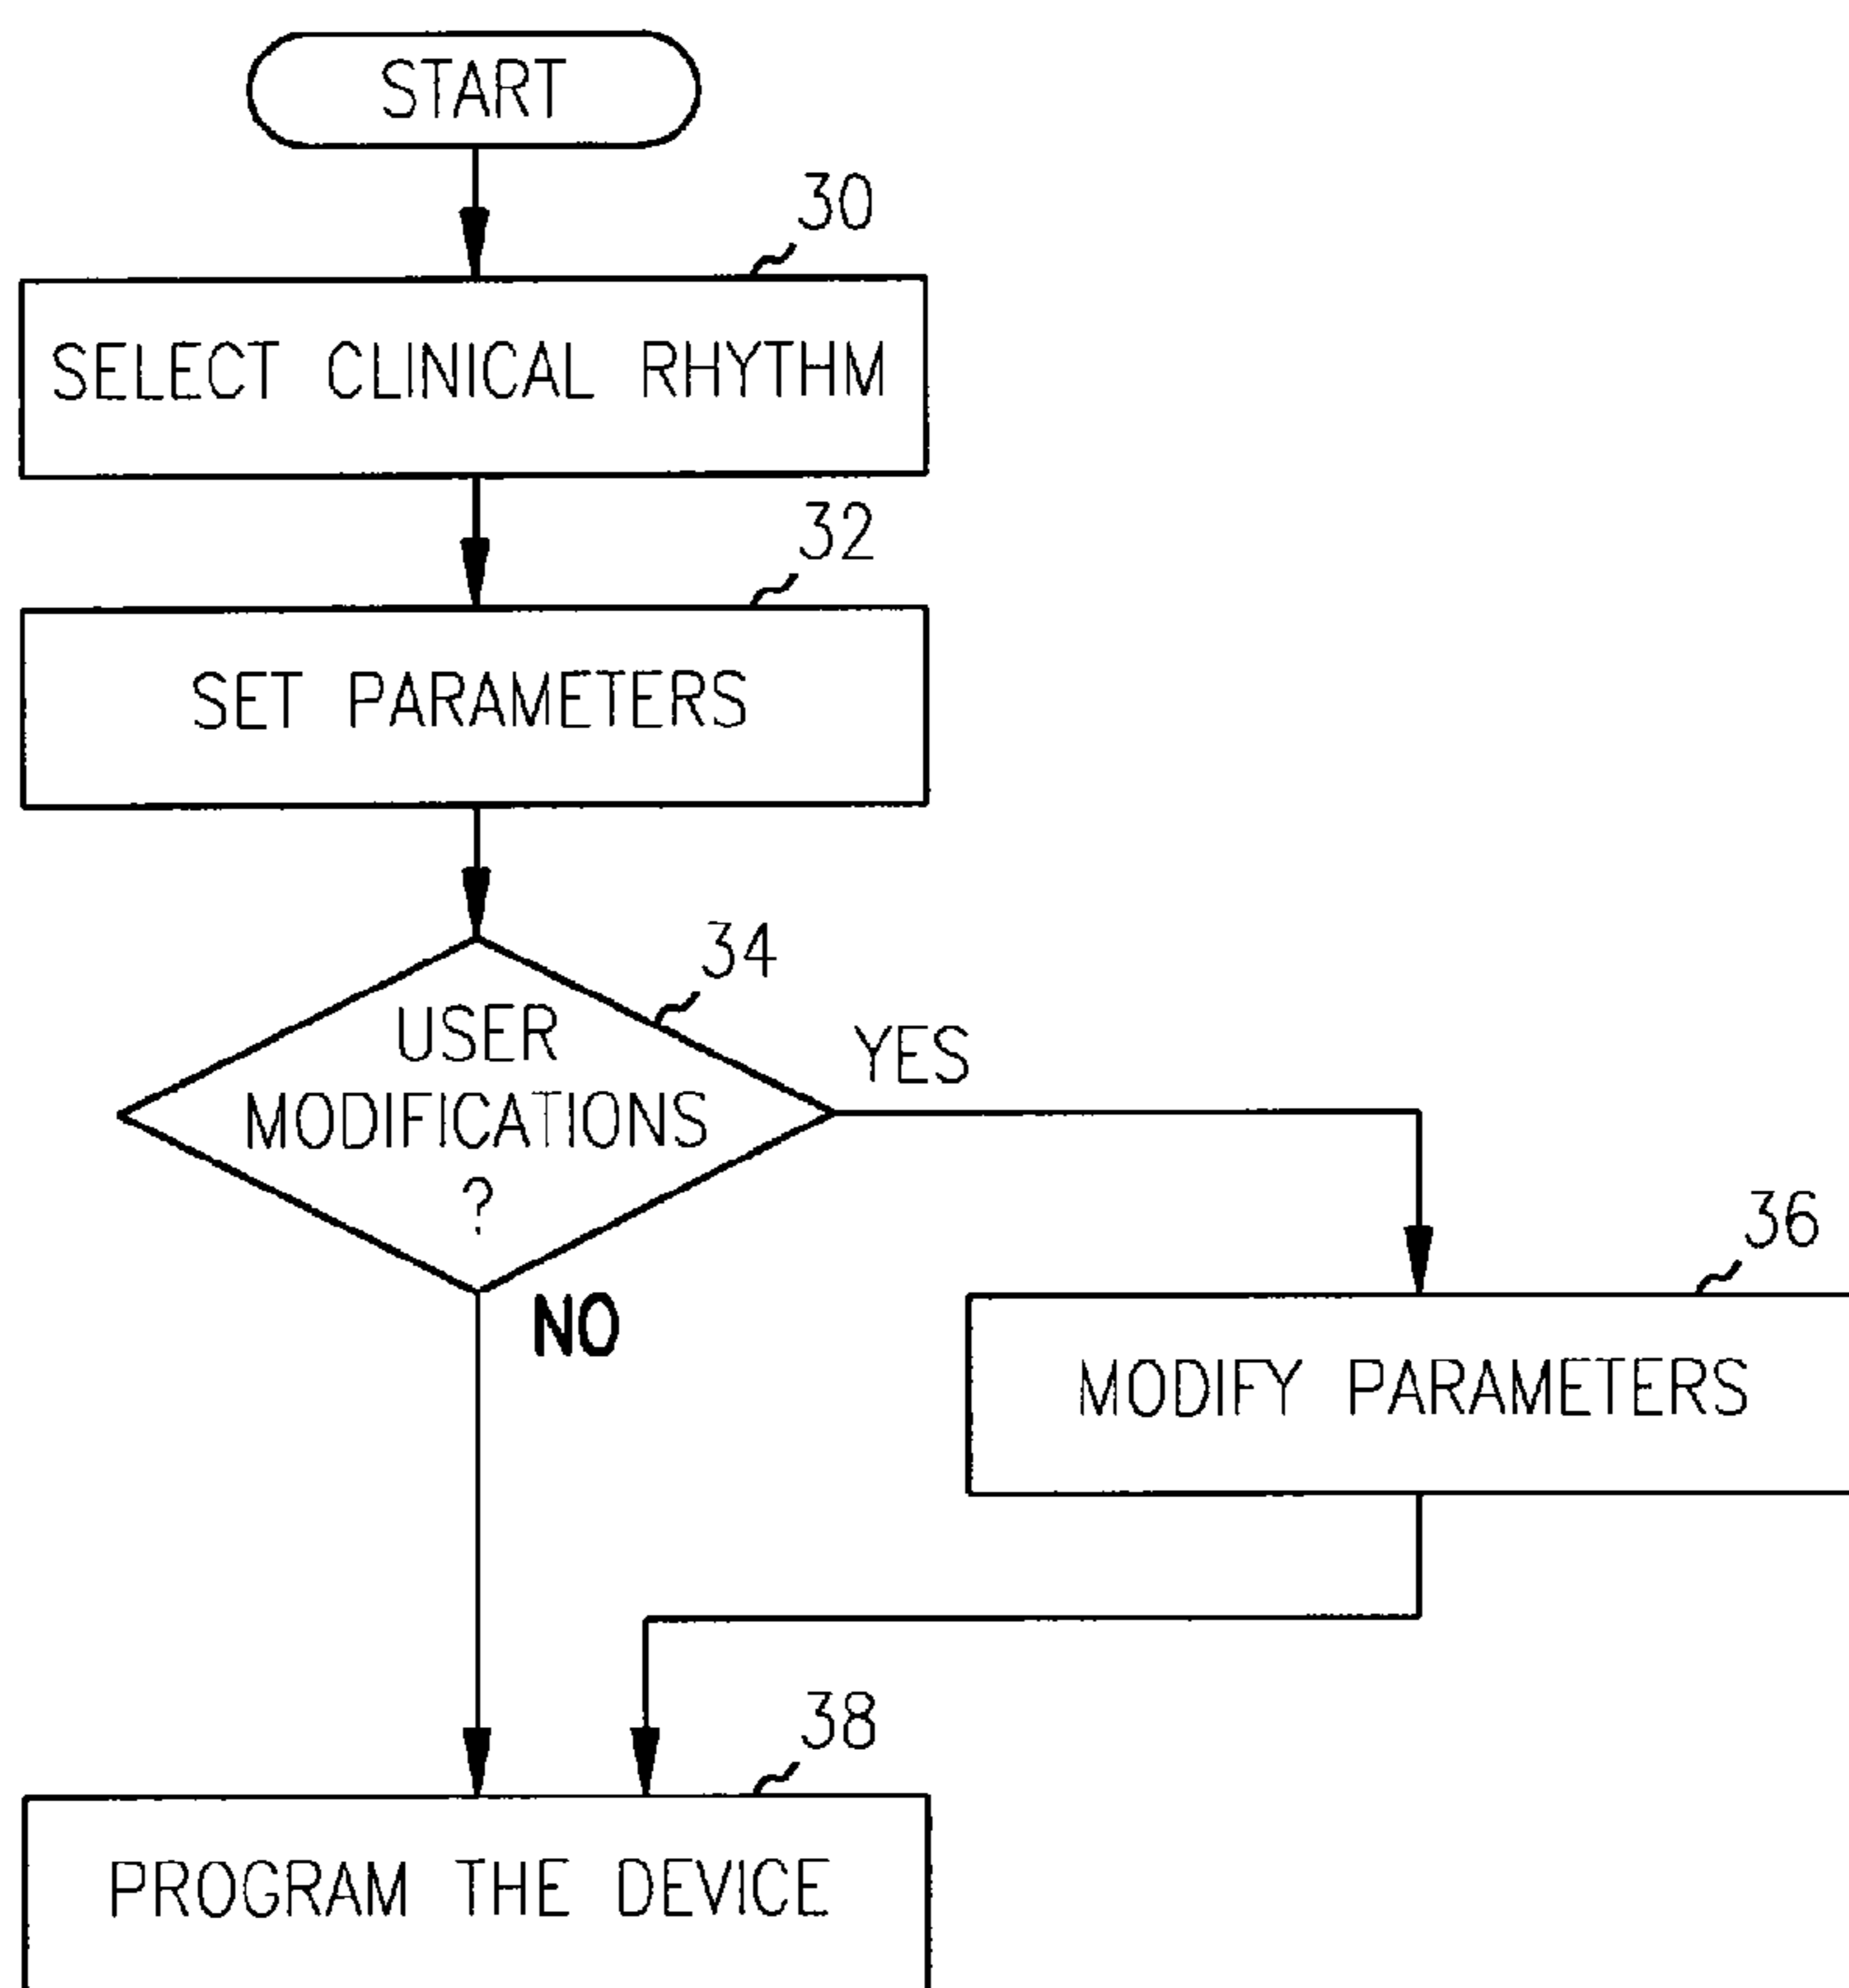 START
30
SELECT CLINICAL RHYTHM
32
SET PARAMETERS
34
USER
MODIFICATIONS
?
YES
NO
36
MODIFY PARAMETERS
38
PROGRAM THE DEVICE